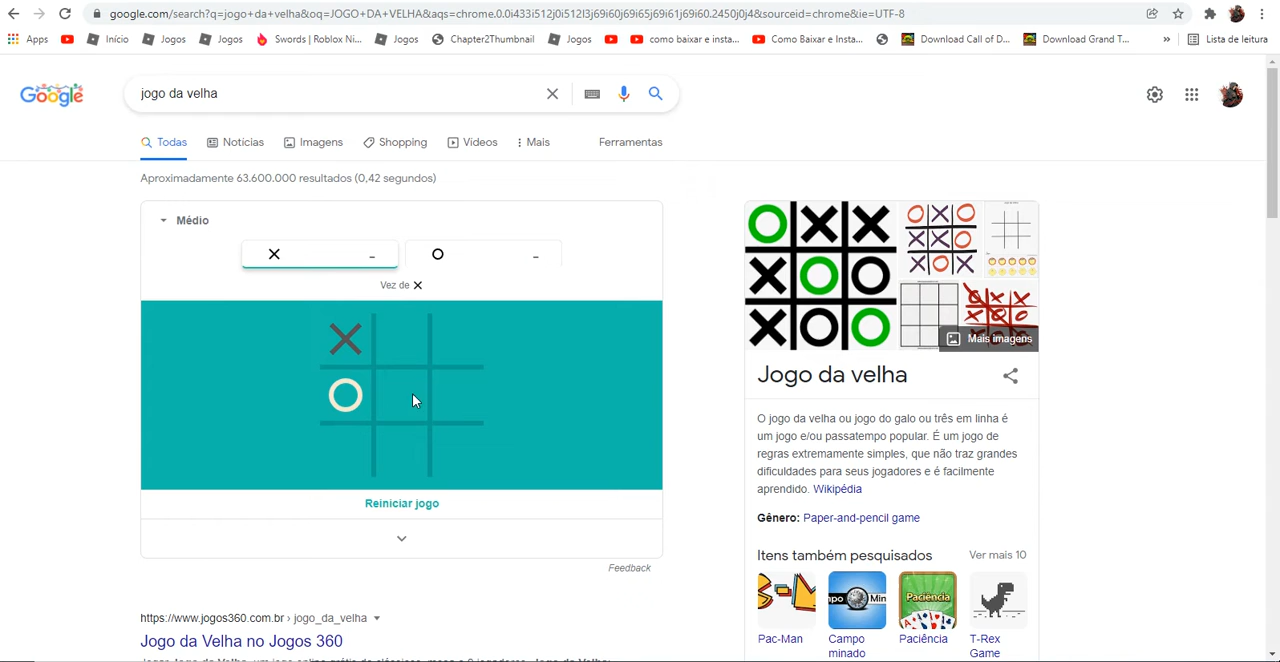 google.com/search?q=jogo+da+velha&oq=JOGO+DA+VELHA&aqs=chrome.0.0i433i512j0i512l3j69i60j69i65j69i61j69i60.2450j0j4&sourceid=chrome&ie=UTF-8
Apps Início Jogos Jogos Swords | Roblox Ni... Jogos Chapter2Thumbnail Jogos como baixar e insta... Como Baixar e Insta... Download Call of D... Download Grand T... » Lista de leitura
Google
jogo da velha
Todas Notícias Imagens Shopping Vídeos Mais Ferramentas
Aproximadamente 63.600.000 resultados (0,42 segundos)
Médio
X - O -
Vez de X
X
O
Reiniciar jogo
Feedback
https://www.jogos360.com.br › jogo_da_velha
Jogo da Velha no Jogos 360
Mais imagens
Jogo da velha
O jogo da velha ou jogo do galo ou três em linha é
um jogo e/ou passatempo popular. É um jogo de
regras extremamente simples, que não traz grandes
dificuldades para seus jogadores e é facilmente
aprendido. Wikipédia
Gênero: Paper-and-pencil game
Itens também pesquisados Ver mais 10
Paciência
Pac-Man Campo minado Paciência T-Rex Game